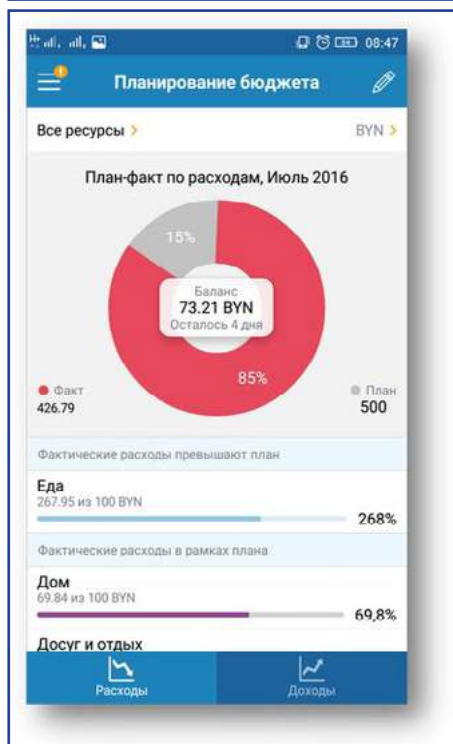 08:47
Планирование бюджета
Все ресурсы >
BYN >
План-факт по расходам, Июль 2016
15%
Баланс
73.21 BYN
Осталось 4 дня
85%
Факт
426.79
План
500
Фактические расходы превышают план
Еда
267.95 из 100 BYN
268%
Фактические расходы в рамках плана
Дом
69.84 из 100 BYN
69,8%
Досуг и отдых
Расходы
Доходы